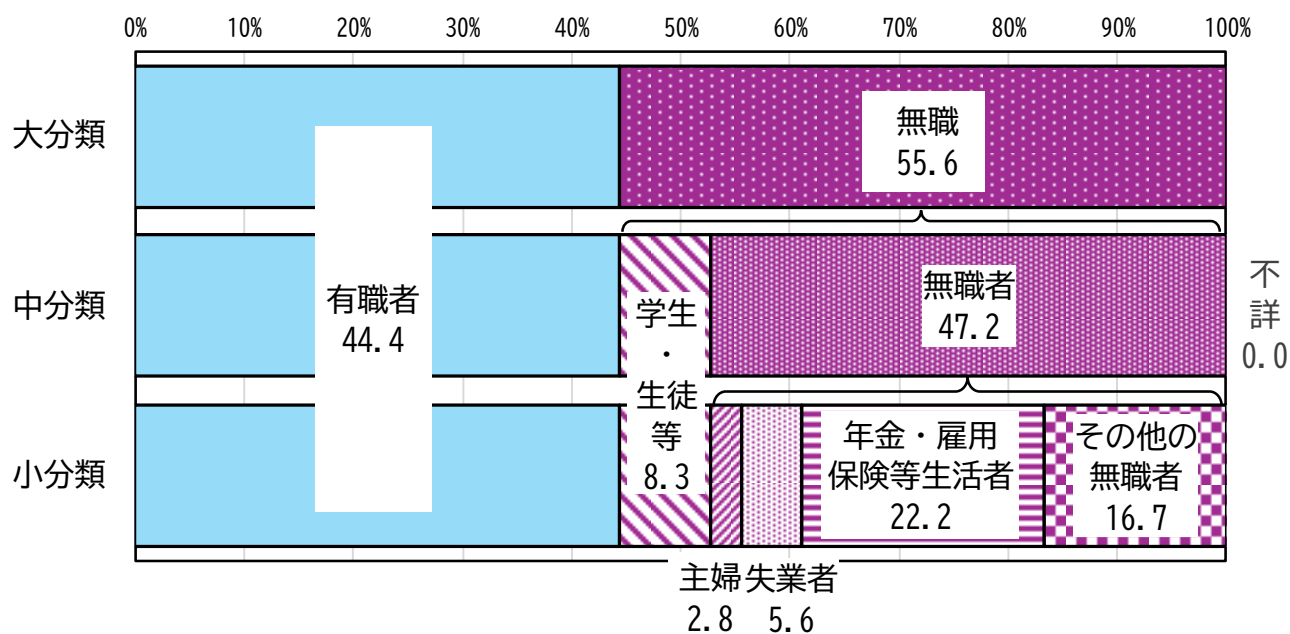 0% 10% 20% 30% 40% 50% 60% 70% 80% 90% 100%
大分類
無職
55.6
中分類
有職者
44.4
学生
・
生徒
等
8.3
無職者
47.2
不
詳
0.0
小分類
年金・雇用
保険等生活者
22.2
その他の
無職者
16.7
主婦
2.8
失業者
5.6